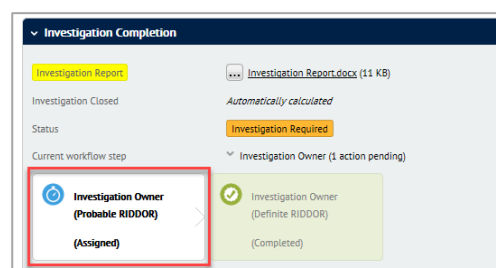 Investigation Completion
Investigation Report
... Investigation Report.docx (11 KB)
Investigation Closed
Automatically calculated
Status
Investigation Required
Current workflow step
Investigation Owner (1 action pending)
Investigation Owner
(Probable RIDDOR)
(Assigned)
Investigation Owner
(Definite RIDDOR)
(Completed)